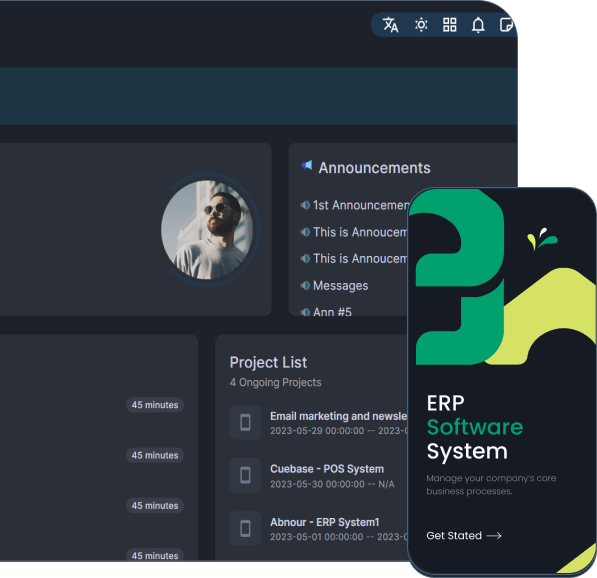 Announcements
1st Announcemen
This is Annoucem
This is Annoucem
Messages
Ann #5
45 minutes
45 minutes
45 minutes
45 minutes
Project List
4 Ongoing Projects
Email marketing and newsle
2023-05-29 00:00:00 -- 2023-0
Cuebase - POS System
2023-05-30 00:00:00 -- N/A
Abnour - ERP System1
2023-05-01 00:00:00 -- 2023-0
ERP
Software
System
Manage your company's core
business processes.
Get Stated